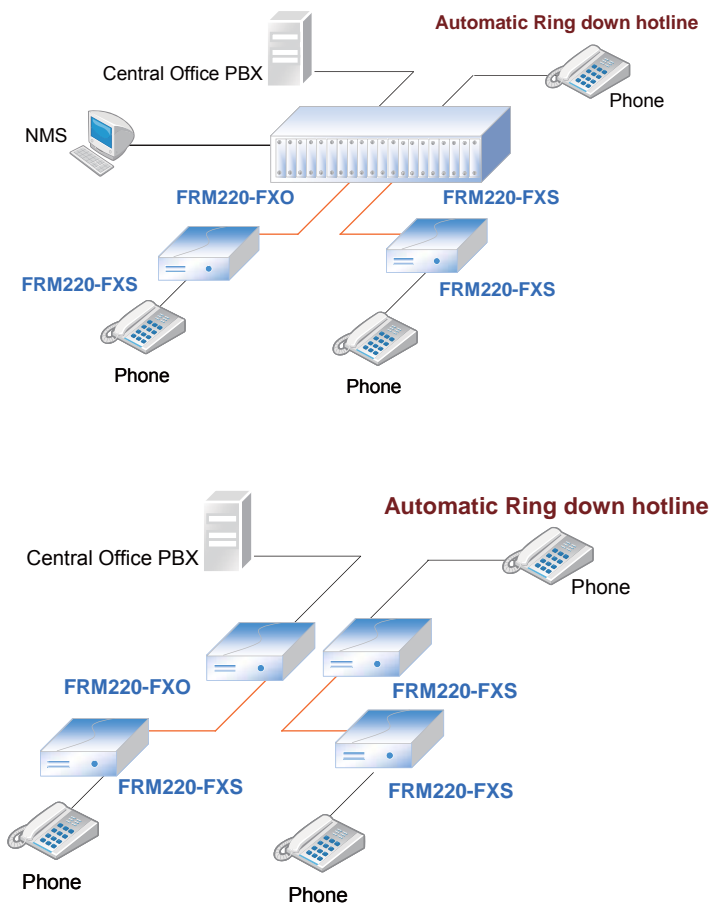 Automatic Ring down hotline
Central Office PBX
Phone
NMS
FRM220-FXO
FRM220-FXS
FRM220-FXS
FRM220-FXS
Phone
Phone
Automatic Ring down hotline
Central Office PBX
Phone
FRM220-FXO
FRM220-FXS
FRM220-FXS
FRM220-FXS
Phone
Phone